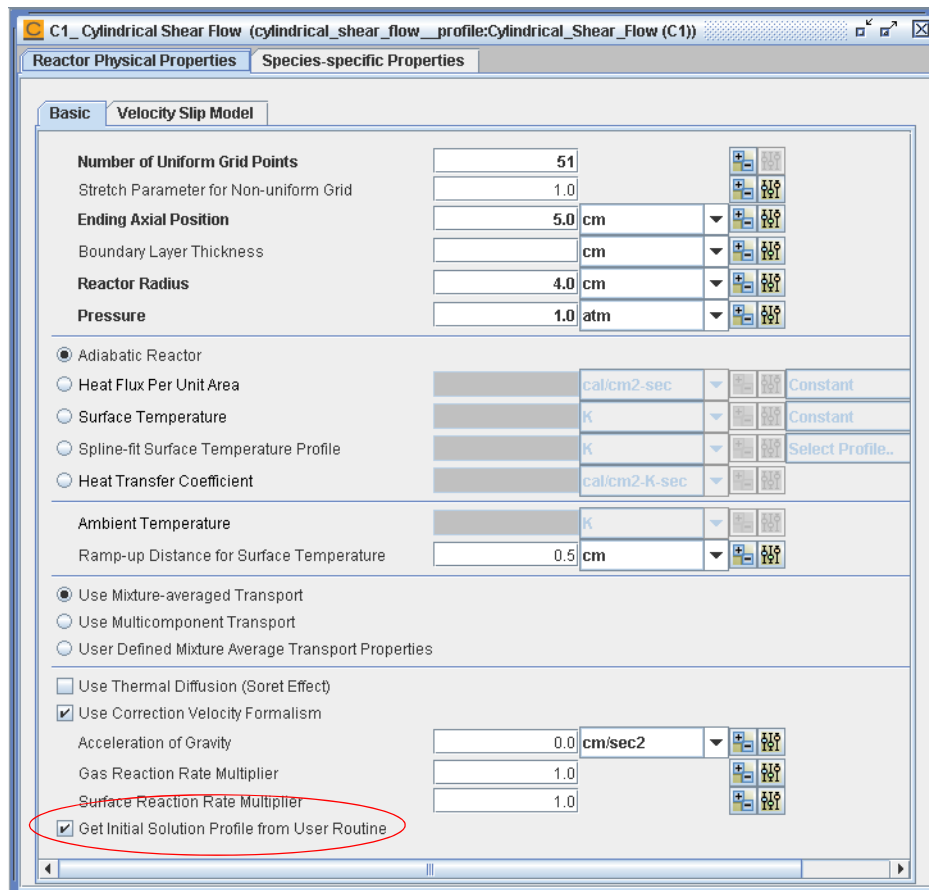 C C1_ Cylindrical Shear Flow (cylindrical_shear_flow__profile:Cylindrical_Shear_Flow (C1))
Reactor Physical Properties Species-specific Properties
Basic Velocity Slip Model
Number of Uniform Grid Points 51
Stretch Parameter for Non-uniform Grid 1.0
Ending Axial Position 5.0 cm
Boundary Layer Thickness cm
Reactor Radius 4.0 cm
Pressure 1.0 atm
Adiabatic Reactor
Heat Flux Per Unit Area cal/cm2-sec Constant
Surface Temperature K Constant
Spline-fit Surface Temperature Profile K Select Profile..
Heat Transfer Coefficient cal/cm2-K-sec
Ambient Temperature K
Ramp-up Distance for Surface Temperature 0.5 cm
Use Mixture-averaged Transport
Use Multicomponent Transport
User Defined Mixture Average Transport Properties
Use Thermal Diffusion (Soret Effect)
Use Correction Velocity Formalism
Acceleration of Gravity 0.0 cm/sec2
Gas Reaction Rate Multiplier 1.0
Surface Reaction Rate Multiplier 1.0
Get Initial Solution Profile from User Routine